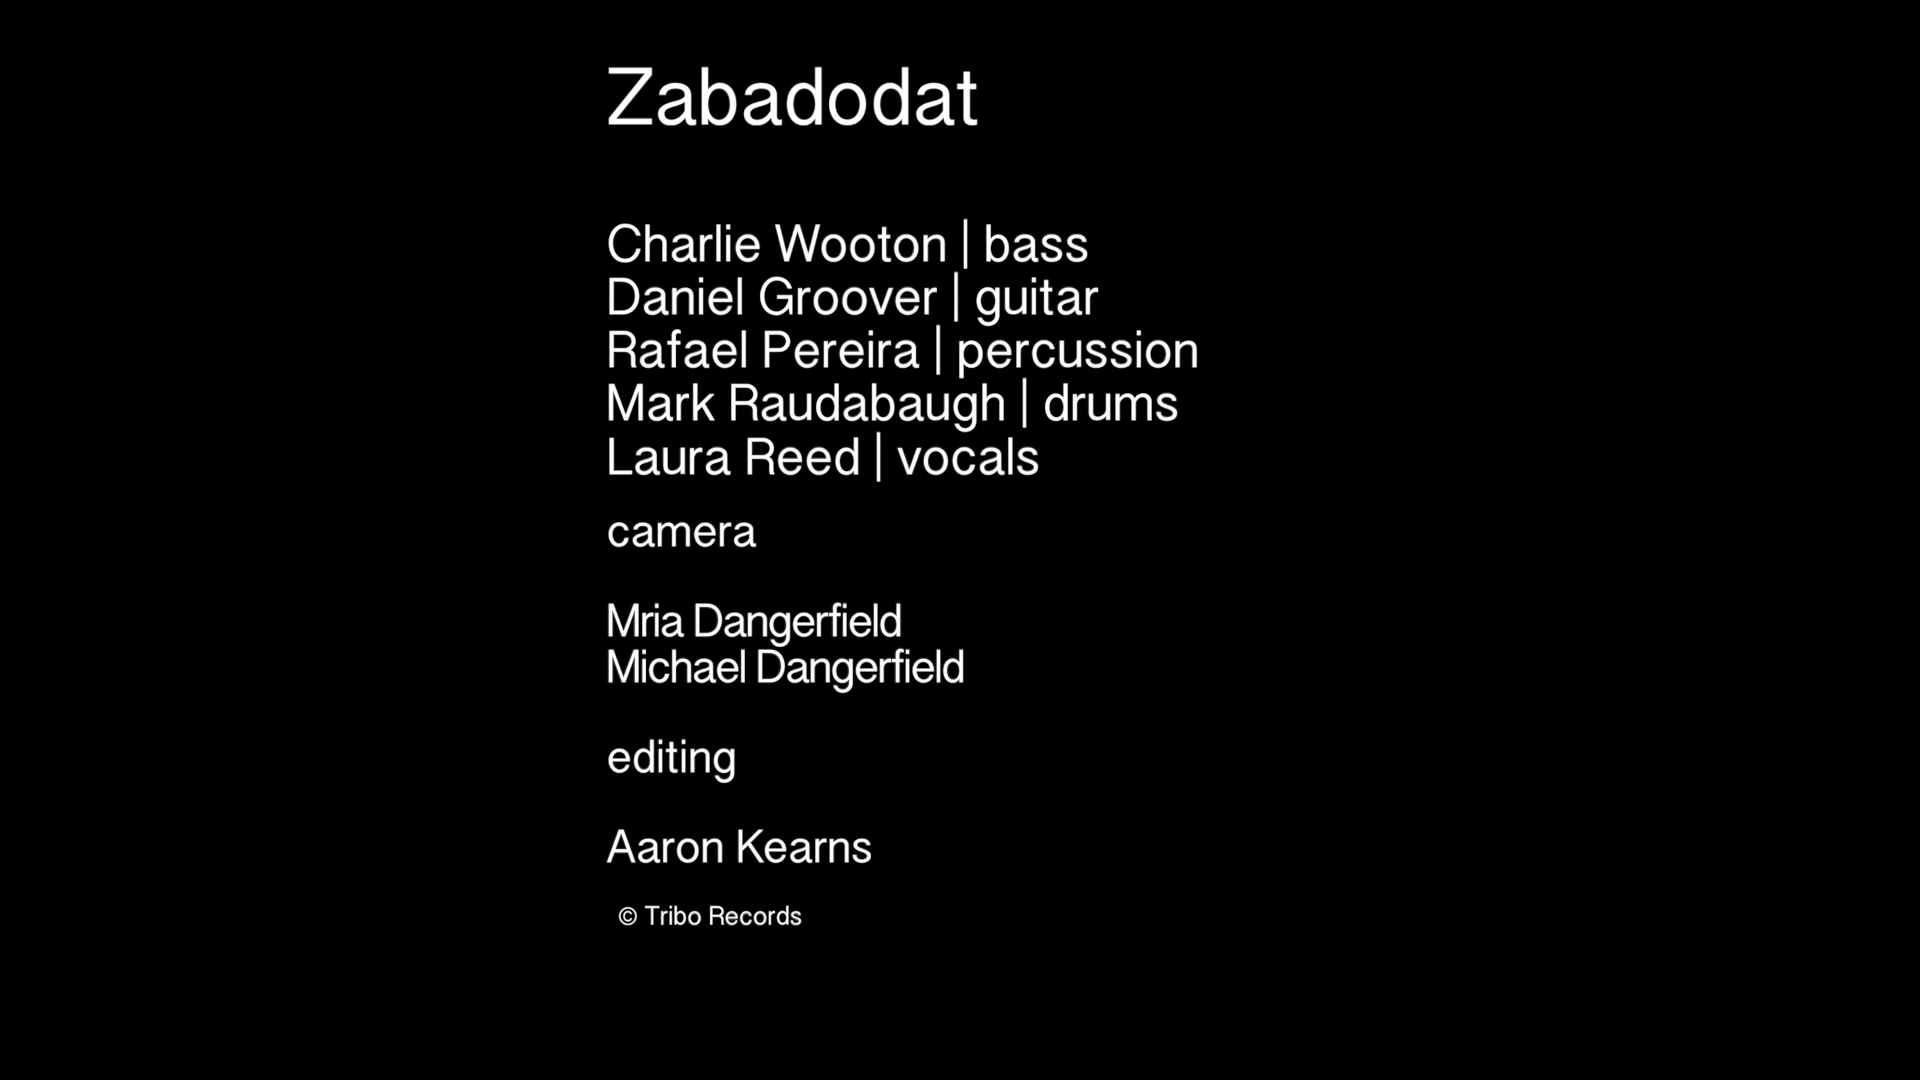 Zabadodat
Charlie Wooton | bass
Daniel Groover | guitar
Rafael Pereira | percussion
Mark Raudabaugh | drums
Laura Reed | vocals
camera
Mria Dangerfield
Michael Dangerfield
editing
Aaron Kearns
© Tribo Records